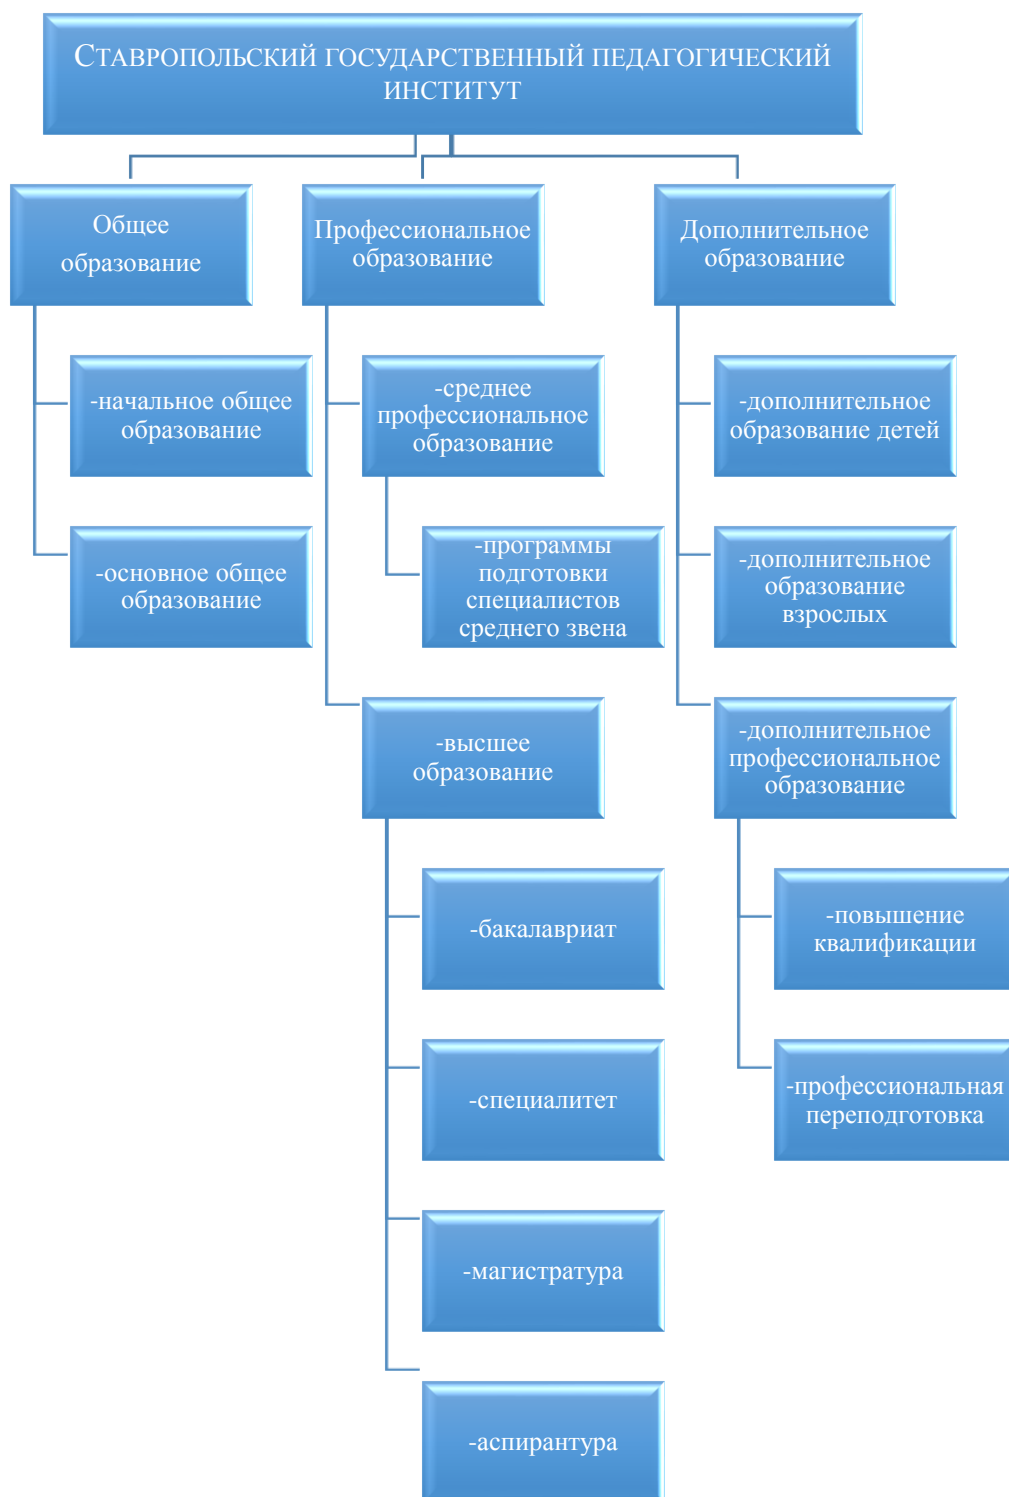 СТАВРОПОЛЬСКИЙ ГОСУДАРСТВЕННЫЙ ПЕДАГОГИЧЕСКИЙ
ИНСТИТУТ
Общее
образование
-начальное общее
образование
-основное общее
образование
Профессиональное
образование
-среднее
профессиональное
образование
-программы
подготовки
специалистов
среднего звена
-высшее
образование
-бакалавриат
-специалитет
-магистратура
-аспирантура
Дополнительное
образование
-дополнительное
образование детей
-дополнительное
образование
взрослых
-дополнительное
профессиональное
образование
-повышение
квалификации
-профессиональная
переподготовка